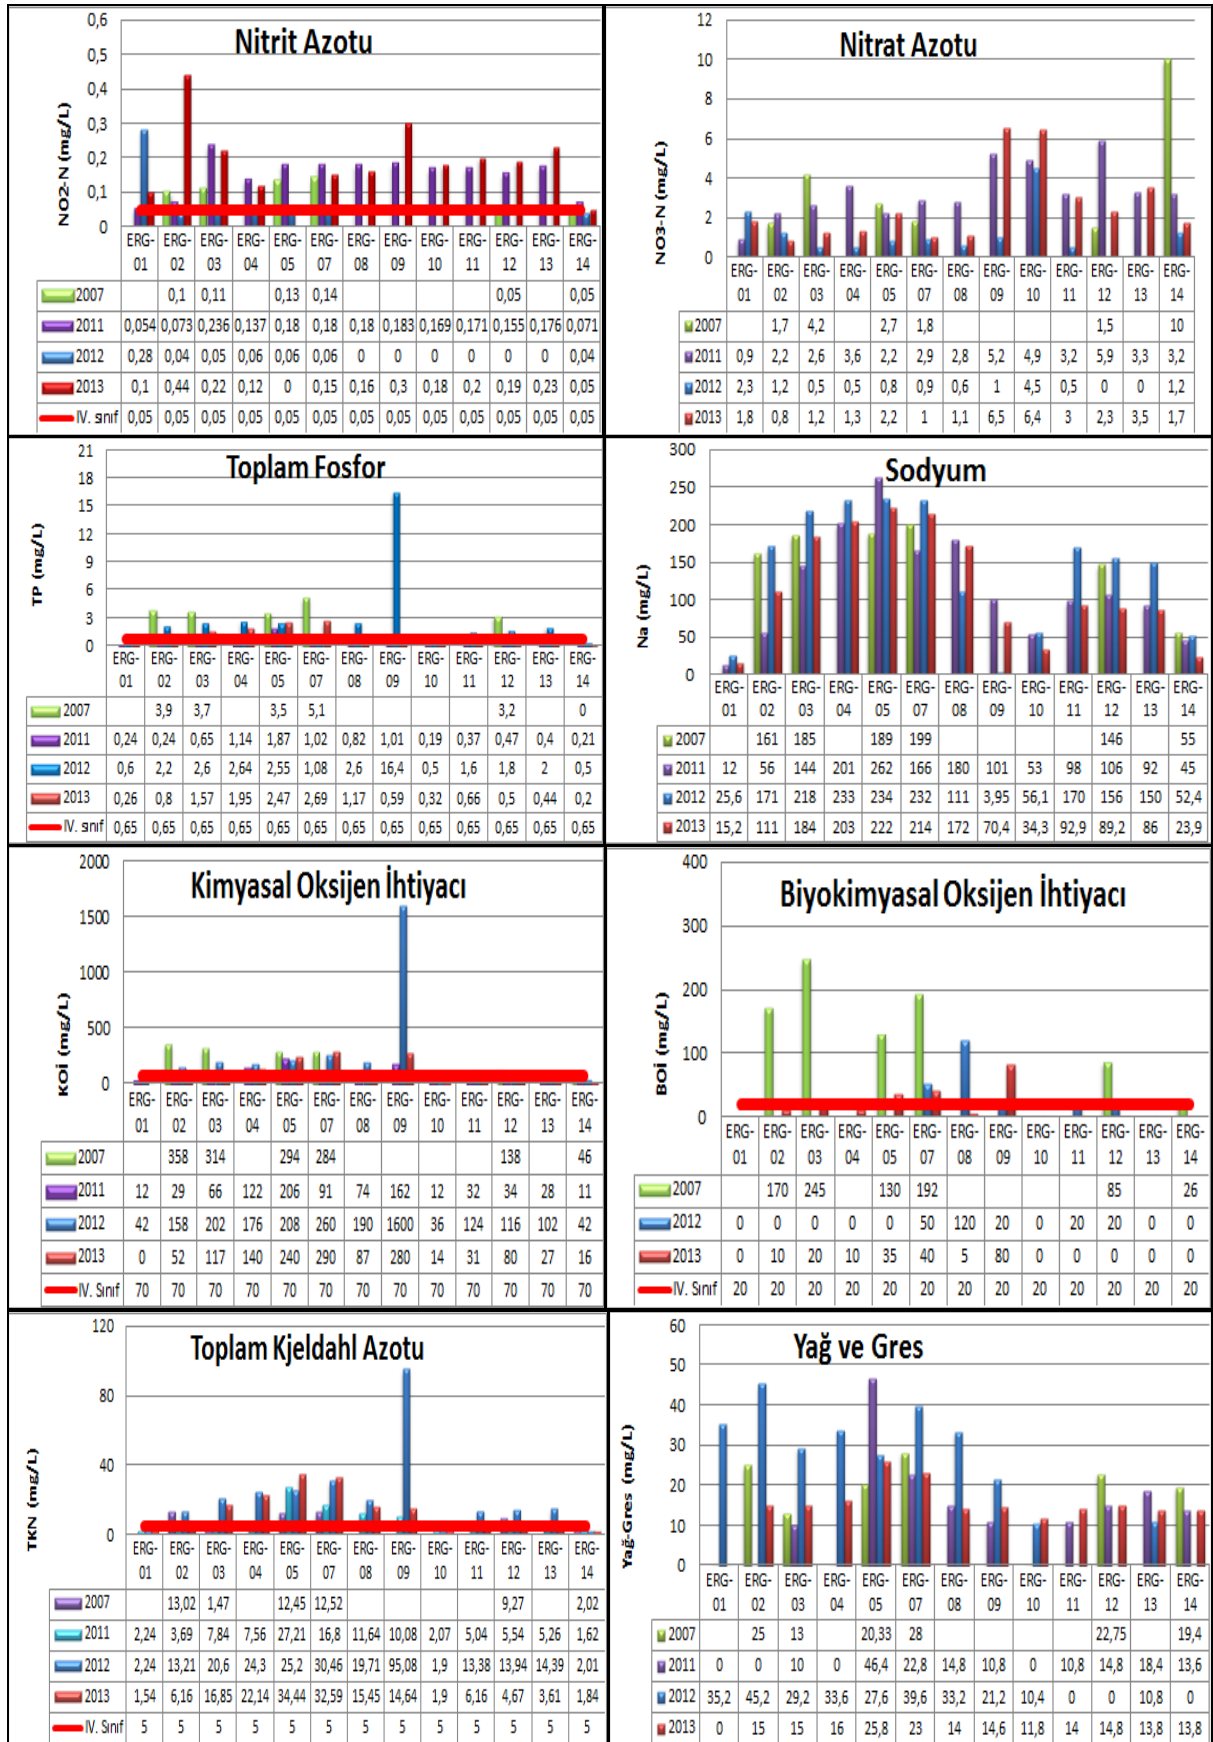 Nitrit Azotu
NO2-N (mg/L)
0,6
0,5
0,4
0,3
0,2
0,1
0
ERG-01 ERG-02 ERG-03 ERG-04 ERG-05 ERG-07 ERG-08 ERG-09 ERG-10 ERG-11 ERG-12 ERG-13 ERG-14
2007 0,1 0,11 0,13 0,14 0,05 0,05
2011 0,054 0,073 0,236 0,137 0,18 0,18 0,18 0,183 0,169 0,171 0,155 0,176 0,071
2012 0,28 0,04 0,05 0,06 0,06 0,06 0 0 0 0 0 0 0,04
2013 0,1 0,44 0,22 0,12 0 0,15 0,16 0,3 0,18 0,2 0,19 0,23 0,05
IV. sınıf 0,05 0,05 0,05 0,05 0,05 0,05 0,05 0,05 0,05 0,05 0,05 0,05 0,05
Nitrat Azotu
NO3-N (mg/L)
12
10
8
6
4
2
0
ERG-01 ERG-02 ERG-03 ERG-04 ERG-05 ERG-07 ERG-08 ERG-09 ERG-10 ERG-11 ERG-12 ERG-13 ERG-14
2007 1,7 4,2 2,7 1,8 1,5 10
2011 0,9 2,2 2,6 3,6 2,2 2,9 2,8 5,2 4,9 3,2 5,9 3,3 3,2
2012 2,3 1,2 0,5 0,5 0,8 0,9 0,6 1 4,5 0,5 0 0 1,2
2013 1,8 0,8 1,2 1,3 2,2 1 1,1 6,5 6,4 3 2,3 3,5 1,7
Toplam Fosfor
TP (mg/L)
21
18
15
12
9
6
3
0
ERG-01 ERG-02 ERG-03 ERG-04 ERG-05 ERG-07 ERG-08 ERG-09 ERG-10 ERG-11 ERG-12 ERG-13 ERG-14
2007 3,9 3,7 3,5 5,1 3,2 0
2011 0,24 0,24 0,65 1,14 1,87 1,02 0,82 1,01 0,19 0,37 0,47 0,4 0,21
2012 0,6 2,2 2,6 2,64 2,55 1,08 2,6 16,4 0,5 1,6 1,8 2 0,5
2013 0,26 0,8 1,57 1,95 2,47 2,69 1,17 0,59 0,32 0,66 0,5 0,44 0,2
IV. sınıf 0,65 0,65 0,65 0,65 0,65 0,65 0,65 0,65 0,65 0,65 0,65 0,65 0,65
Sodyum
Na (mg/L)
300
250
200
150
100
50
0
ERG-01 ERG-02 ERG-03 ERG-04 ERG-05 ERG-07 ERG-08 ERG-09 ERG-10 ERG-11 ERG-12 ERG-13 ERG-14
2007 161 185 189 199 146 55
2011 12 56 144 201 262 166 180 101 53 98 106 92 45
2012 25,6 171 218 233 234 232 111 3,95 56,1 170 156 150 52,4
2013 15,2 111 184 203 222 214 172 70,4 34,3 92,9 89,2 86 23,9
Kimyasal Oksijen İhtiyacı
KOİ (mg/L)
2000
1500
1000
500
0
ERG-01 ERG-02 ERG-03 ERG-04 ERG-05 ERG-07 ERG-08 ERG-09 ERG-10 ERG-11 ERG-12 ERG-13 ERG-14
2007 358 314 294 284 138 46
2011 12 29 66 122 206 91 74 162 12 32 34 28 11
2012 42 158 202 176 208 260 190 1600 36 124 116 102 42
2013 0 52 117 140 240 290 87 280 14 31 80 27 16
IV. Sınıf 70 70 70 70 70 70 70 70 70 70 70 70 70
Biyokimyasal Oksijen İhtiyacı
BOİ (mg/L)
400
300
200
100
0
ERG-01 ERG-02 ERG-03 ERG-04 ERG-05 ERG-07 ERG-08 ERG-09 ERG-10 ERG-11 ERG-12 ERG-13 ERG-14
2007 170 245 130 192 85 26
2012 0 0 0 0 0 50 120 20 0 20 20 0 0
2013 0 10 20 10 35 40 5 80 0 0 0 0 0
IV. Sınıf 20 20 20 20 20 20 20 20 20 20 20 20 20
Toplam Kjeldahl Azotu
TKN (mg/L)
120
80
40
0
ERG-01 ERG-02 ERG-03 ERG-04 ERG-05 ERG-07 ERG-08 ERG-09 ERG-10 ERG-11 ERG-12 ERG-13 ERG-14
2007 13,02 1,47 12,45 12,52 9,27 2,02
2011 2,24 3,69 7,84 7,56 27,21 16,8 11,64 10,08 2,07 5,04 5,54 5,26 1,62
2012 2,24 13,21 20,6 24,3 25,2 30,46 19,71 95,08 1,9 13,38 13,94 14,39 2,01
2013 1,54 6,16 16,85 22,14 34,44 32,59 15,45 14,64 1,9 6,16 4,67 3,61 1,84
IV. Sınıf 5 5 5 5 5 5 5 5 5 5 5 5 5
Yağ ve Gres
Yağ-Gres (mg/L)
60
50
40
30
20
10
0
ERG-01 ERG-02 ERG-03 ERG-04 ERG-05 ERG-07 ERG-08 ERG-09 ERG-10 ERG-11 ERG-12 ERG-13 ERG-14
2007 25 13 20,33 28 22,75 19,4
2011 0 0 10 0 46,4 22,8 14,8 10,8 0 10,8 14,8 18,4 13,6
2012 35,2 45,2 29,2 33,6 27,6 39,6 33,2 21,2 10,4 0 0 10,8 0
2013 0 15 15 16 25,8 23 14 14,6 11,8 14 14,8 13,8 13,8